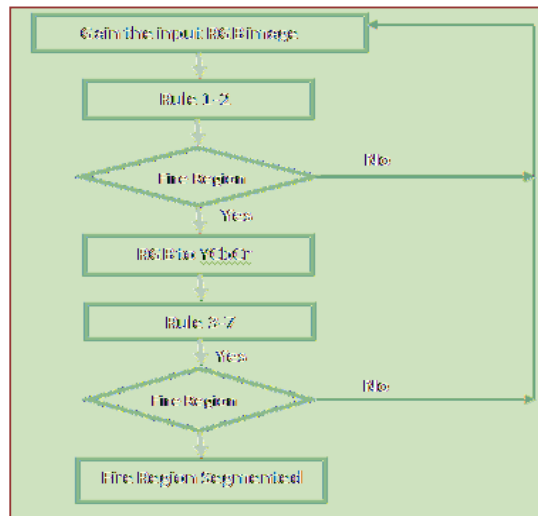 Gain the input RGB image
Rule 1-2
Fire Region
No
Yes
RGB to YCbCr
Rule 3-7
Yes
Fire Region
No
Fire Region Segmented